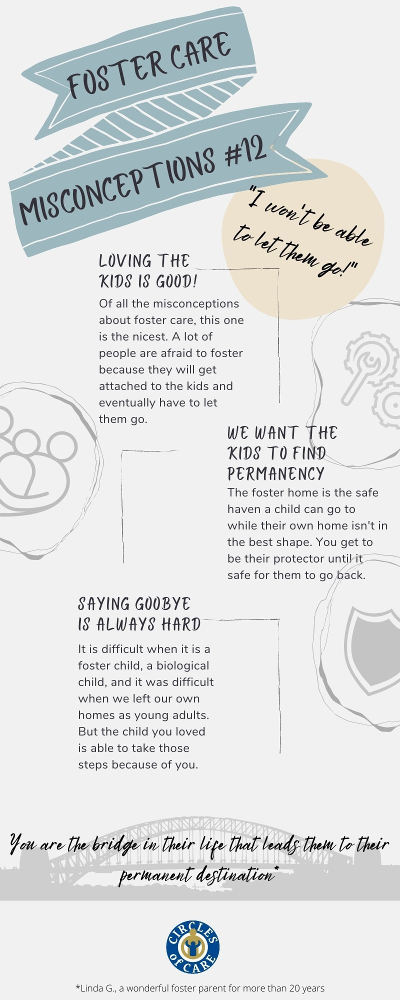 FOSTER CARE
MISCONCEPTIONS #12
"I won't be able
to let them go!"
LOVING THE
KIDS IS GOOD!
Of all the misconceptions
about foster care, this one
is the nicest. A lot of
people are afraid to foster
because they will get
attached to the kids and
eventually have to let
them go.
WE WANT THE
KIDS TO FIND
PERMANENCY
The foster home is the safe
haven a child can go to
while their own home isn't in
the best shape. You get to
be their protector until it
safe for them to go back.
SAYING GOOBYE
IS ALWAYS HARD
It is difficult when it is a
foster child, a biological
child, and it was difficult
when we left our own
homes as young adults.
But the child you loved
is able to take those
steps because of you.
You are the bridge in their life that leads them to their
permanent destination*
CIRCLES
of CARE
*Linda G., a wonderful foster parent for more than 20 years